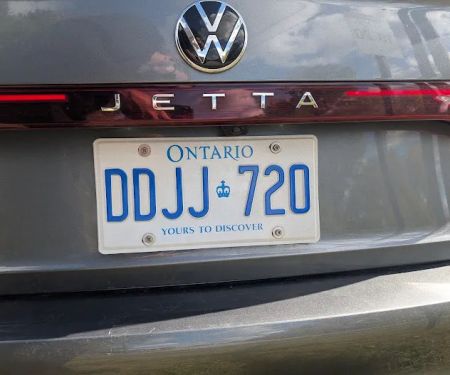 JETTA
ONTARIO
DDJJ 720
YOURS TO DISCOVER